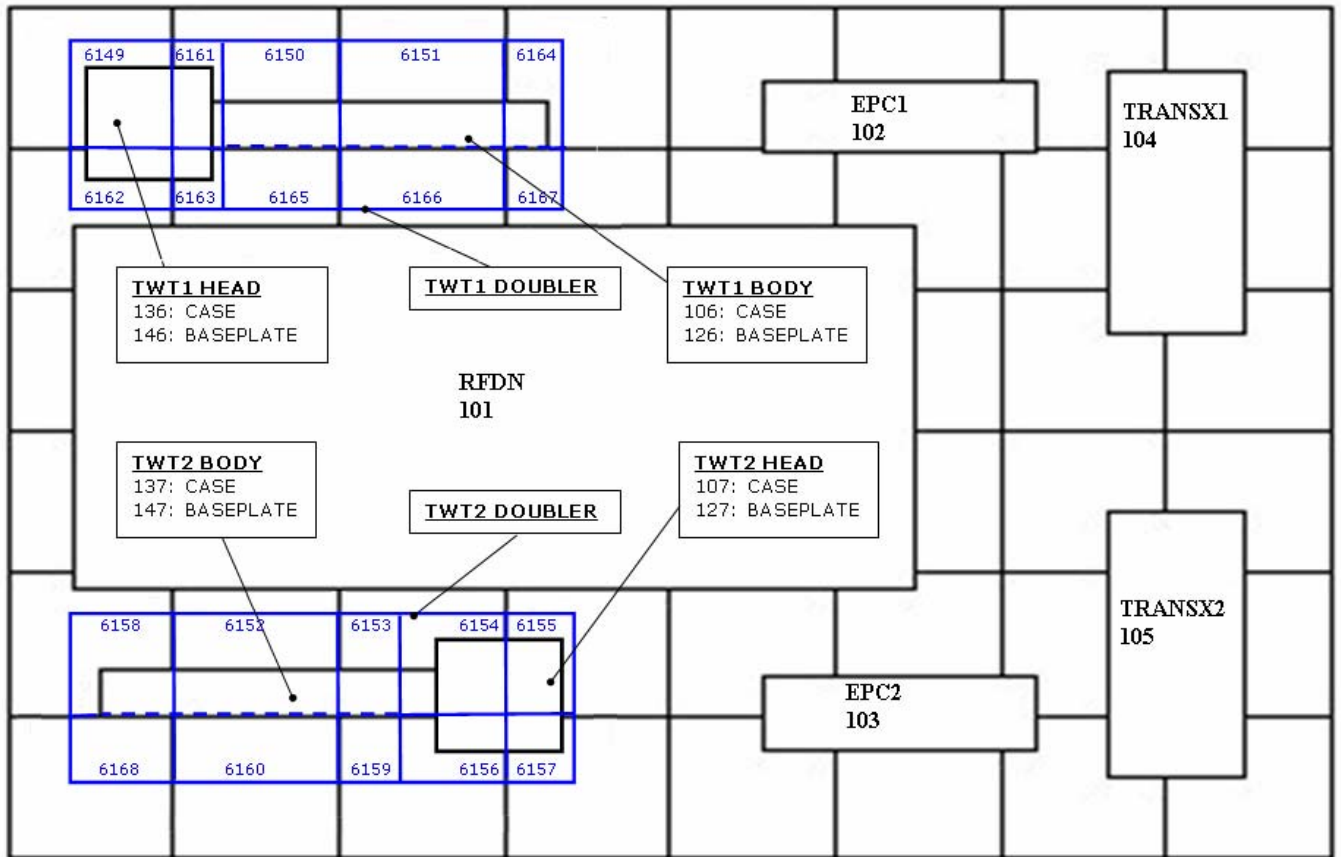 6149 6161 6150 6151 6164
EPC1
102
TRANSX1
104
6162 6163 6165 6166 6167
TWT1 HEAD
136: CASE
146: BASEPLATE
TWT1 DOUBLER
TWT1 BODY
106: CASE
126: BASEPLATE
RFDN
101
TWT2 BODY
137: CASE
147: BASEPLATE
TWT2 DOUBLER
TWT2 HEAD
107: CASE
127: BASEPLATE
TRANSX2
105
6158 6152 6153 6154 6155
EPC2
103
6168 6160 6159 6156 6157